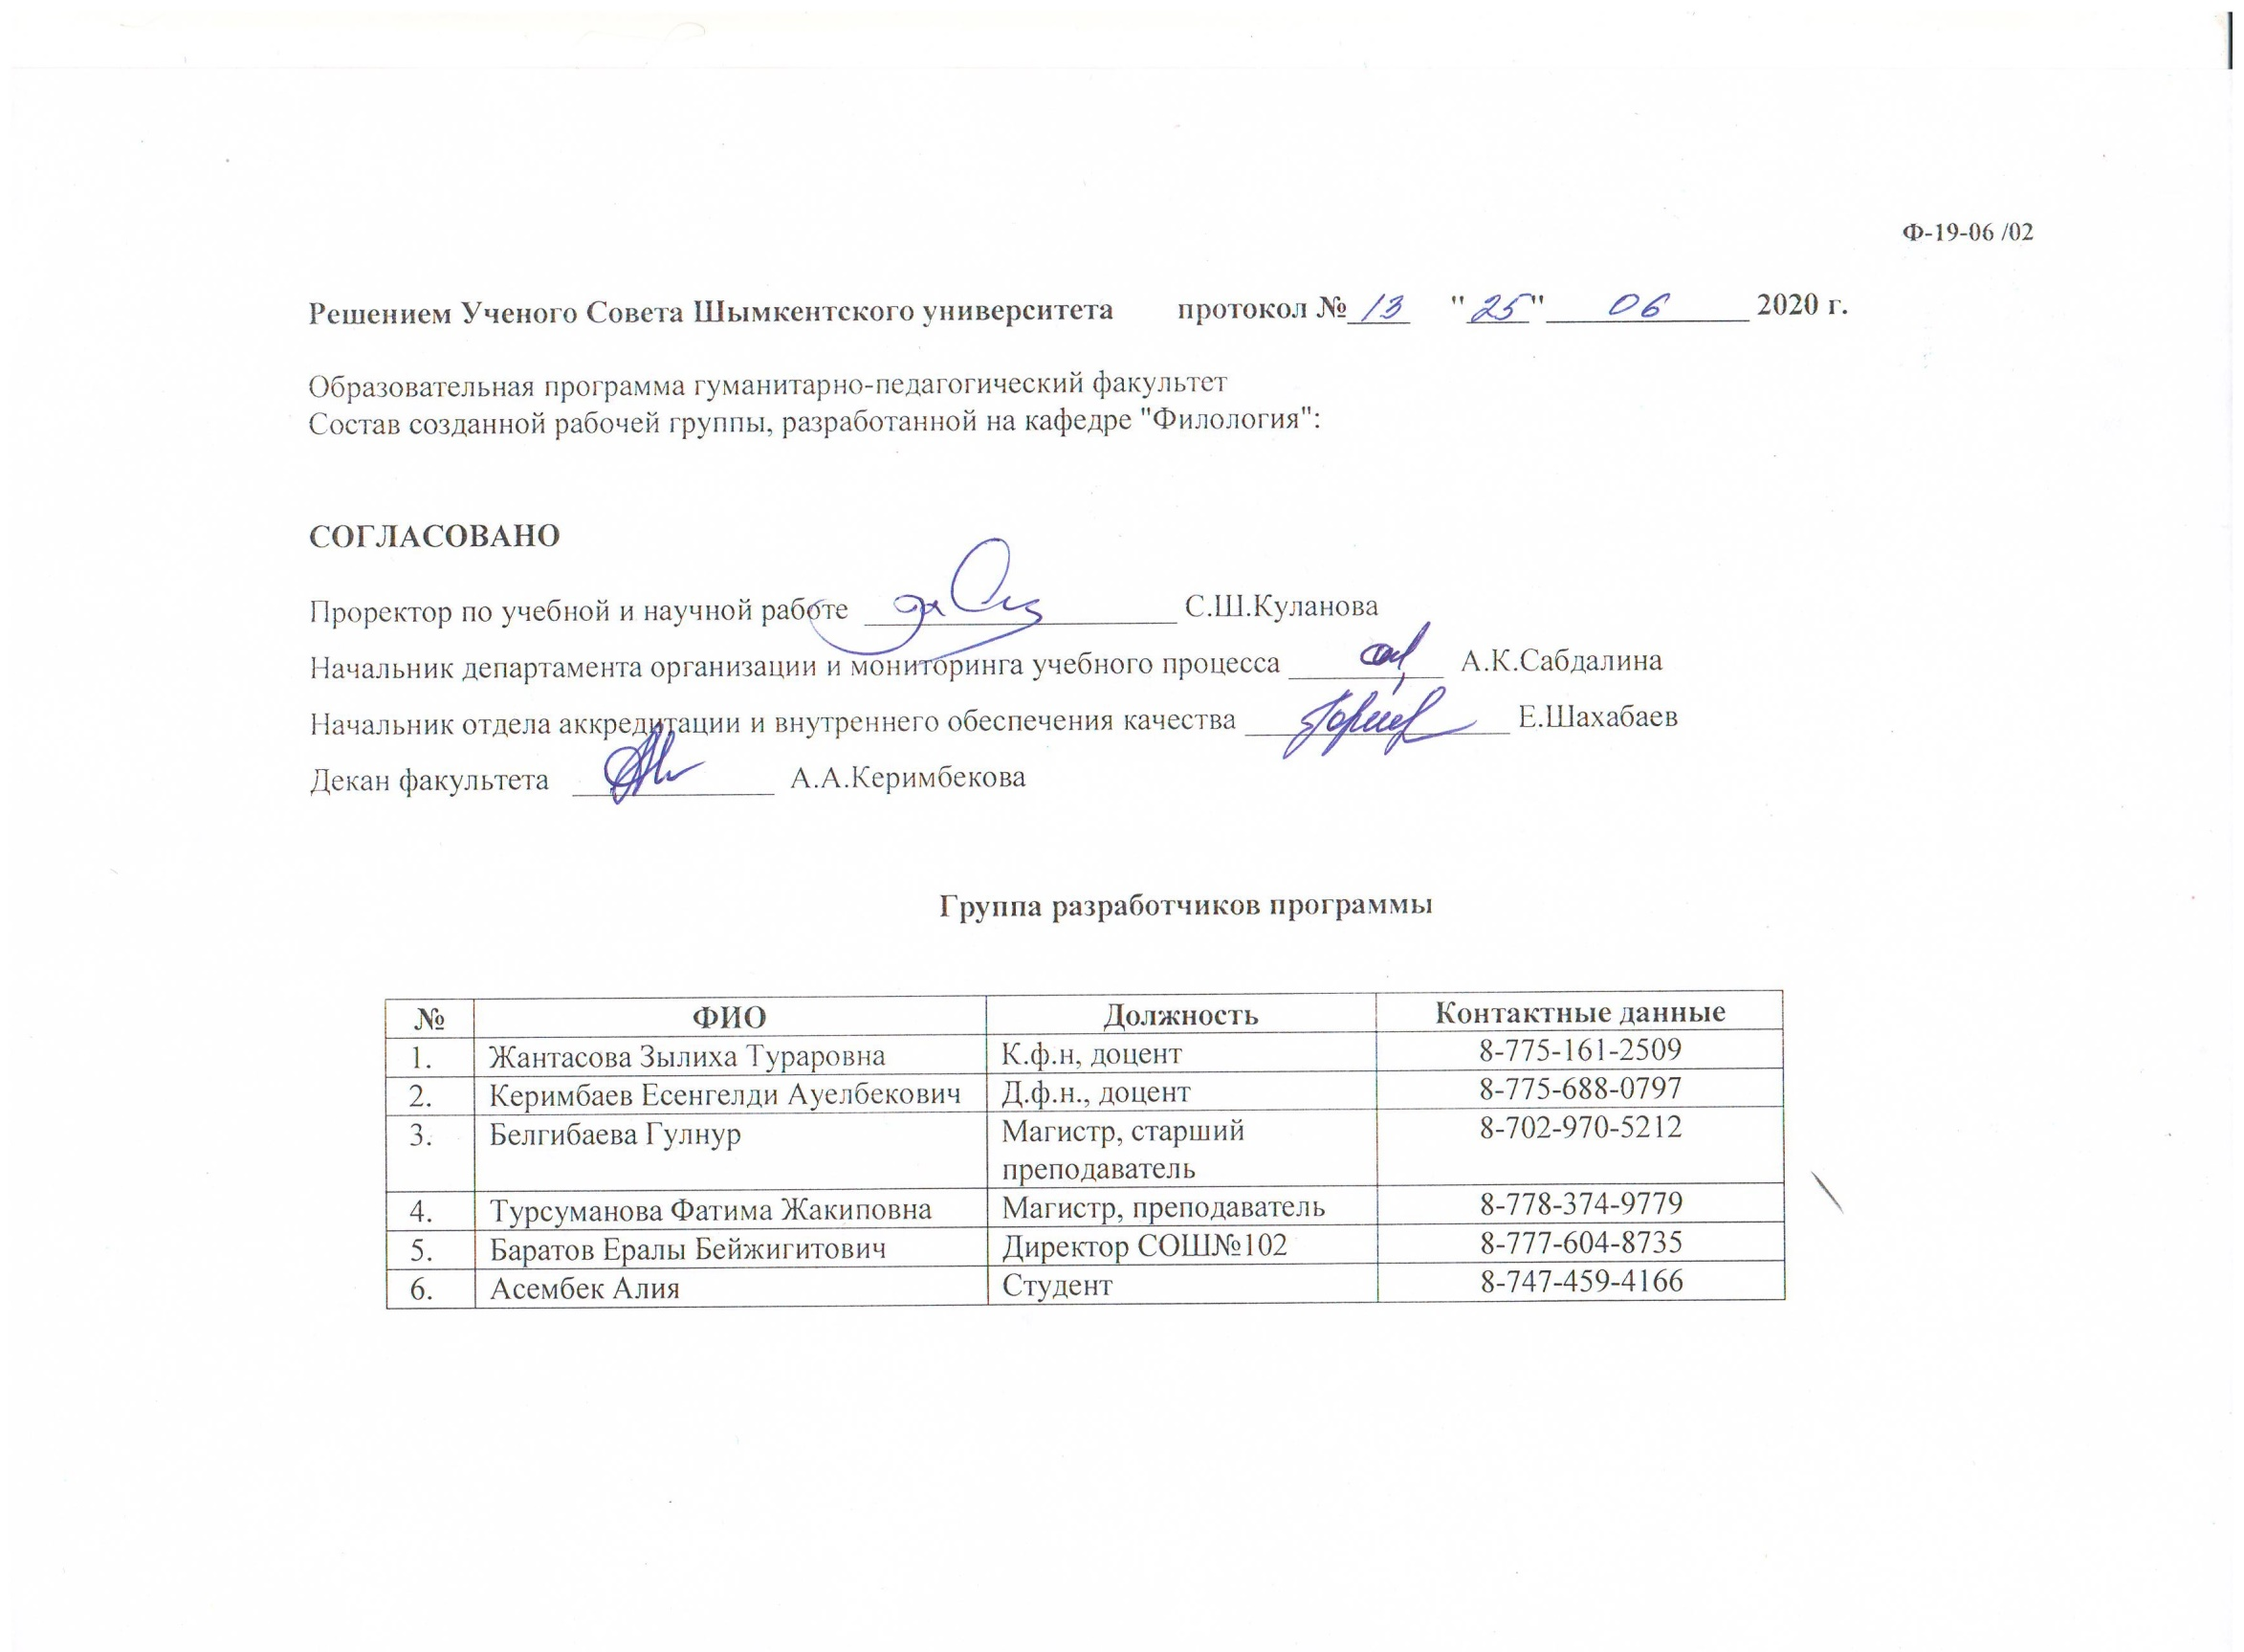 Ф-19-06 /02
Решением Ученого Совета Шымкентского университета протокол № 13 "25" 06 2020 г.
Образовательная программа гуманитарно-педагогический факультет
Состав созданной рабочей группы, разработанной на кафедре "Филология":
СОГЛАСОВАНО
Проректор по учебной и научной работе С.Ш.Куланова
Начальник департамента организации и мониторинга учебного процесса А.К.Сабдалина
Начальник отдела аккредитации и внутреннего обеспечения качества Е.Шахабаев
Декан факультета А.А.Керимбекова
Группа разработчиков программы
№ ФИО Должность Контактные данные
1. Жантасова Зылиха Тураровна К.ф.н, доцент 8-775-161-2509
2. Керимбаев Есенгелди Ауелбекович Д.ф.н., доцент 8-775-688-0797
3. Белгибаева Гулнур Магистр, старший 8-702-970-5212
преподаватель
4. Турсуманова Фатима Жакиповна Магистр, преподаватель 8-778-374-9779
5. Баратов Ералы Бейжигитович Директор СОШ№102 8-777-604-8735
6. Асембек Алия Студент 8-747-459-4166